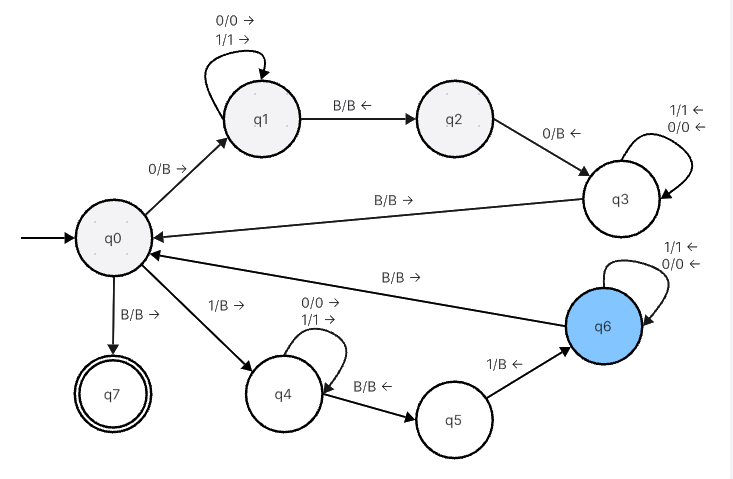 0/0 →
1/1 →
q1
B/B ←
q2
1/1 ←
0/0 ←
0/B ←
0/B →
q3
B/B →
q0
1/1 ←
0/0 ←
B/B →
B/B →
1/B →
0/0 →
1/1 →
q6
1/B ←
B/B ←
q7
q4
q5